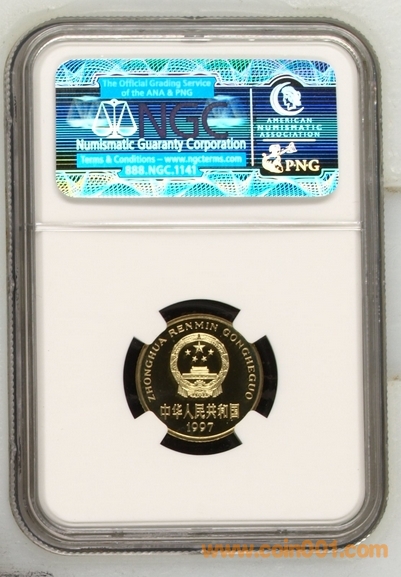 The Official Grading Service
of the ANA & PNG
NGC
Numismatic Guaranty Corporation
Terms & Conditions – www.ngcterms.com
888.NGC.1141
AMERICAN
NUMISMATIC
ASSOCIATION
PNG
ZHONGHUA RENMIN GONGHEGUO
中华人民共和国
1997
www.coin001.com